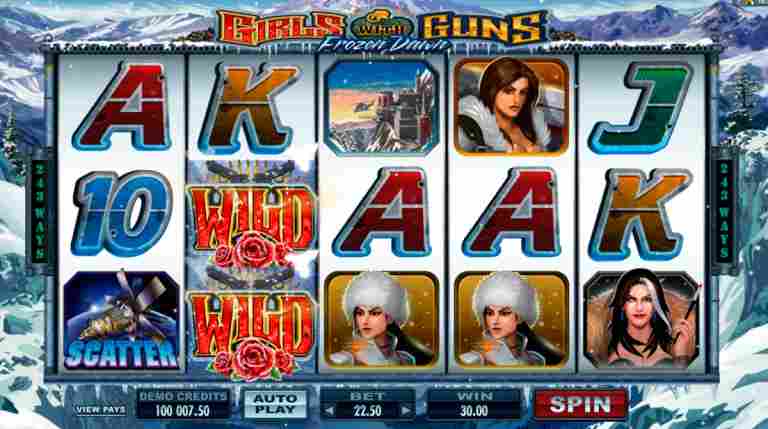 GIRLS WITH GUNS
Frozen Dawn
A K J
243 WAYS 10 WILD A A K 243 WAYS
SCATTER WILD
DEMO CREDITS AUTO BET WIN SPIN
VIEW PAYS 100 007.50 PLAY 22.50 30.00